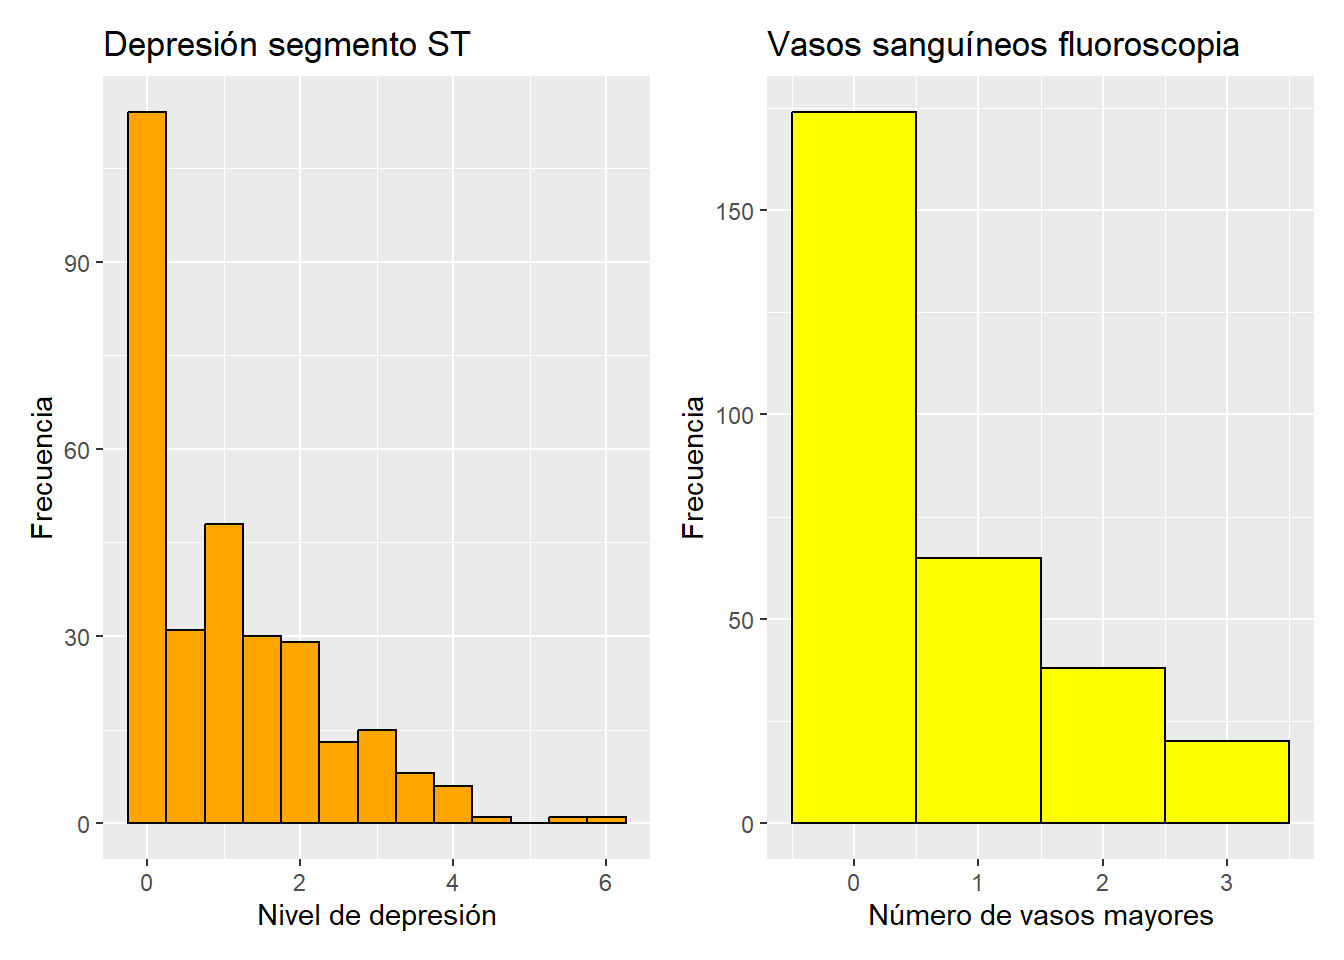 Depresión segmento ST
Frecuencia
90
60
30
0
0 2 4 6
Nivel de depresión
Vasos sanguíneos fluoroscopia
Frecuencia
150
100
50
0
0 1 2 3
Número de vasos mayores